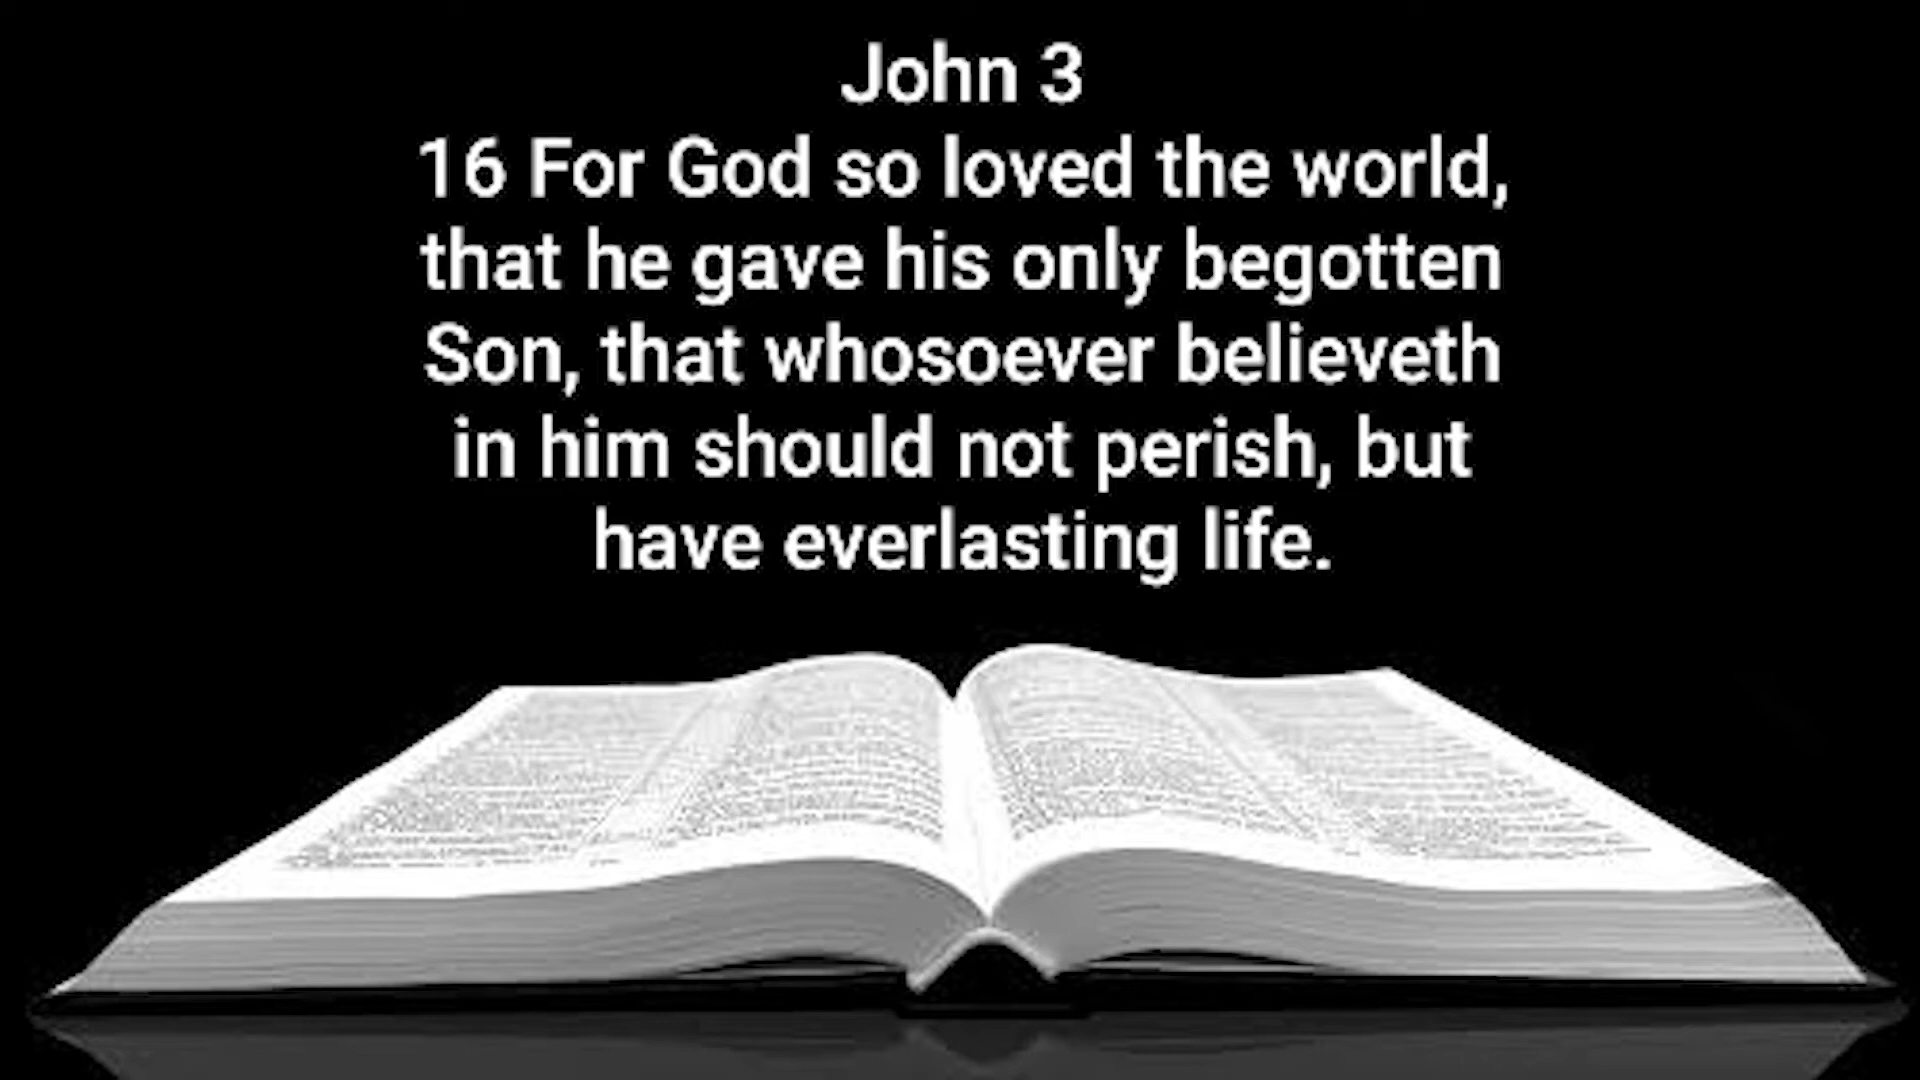 John 3
16 For God so loved the world,
that he gave his only begotten
Son, that whosoever believeth
in him should not perish, but
have everlasting life.